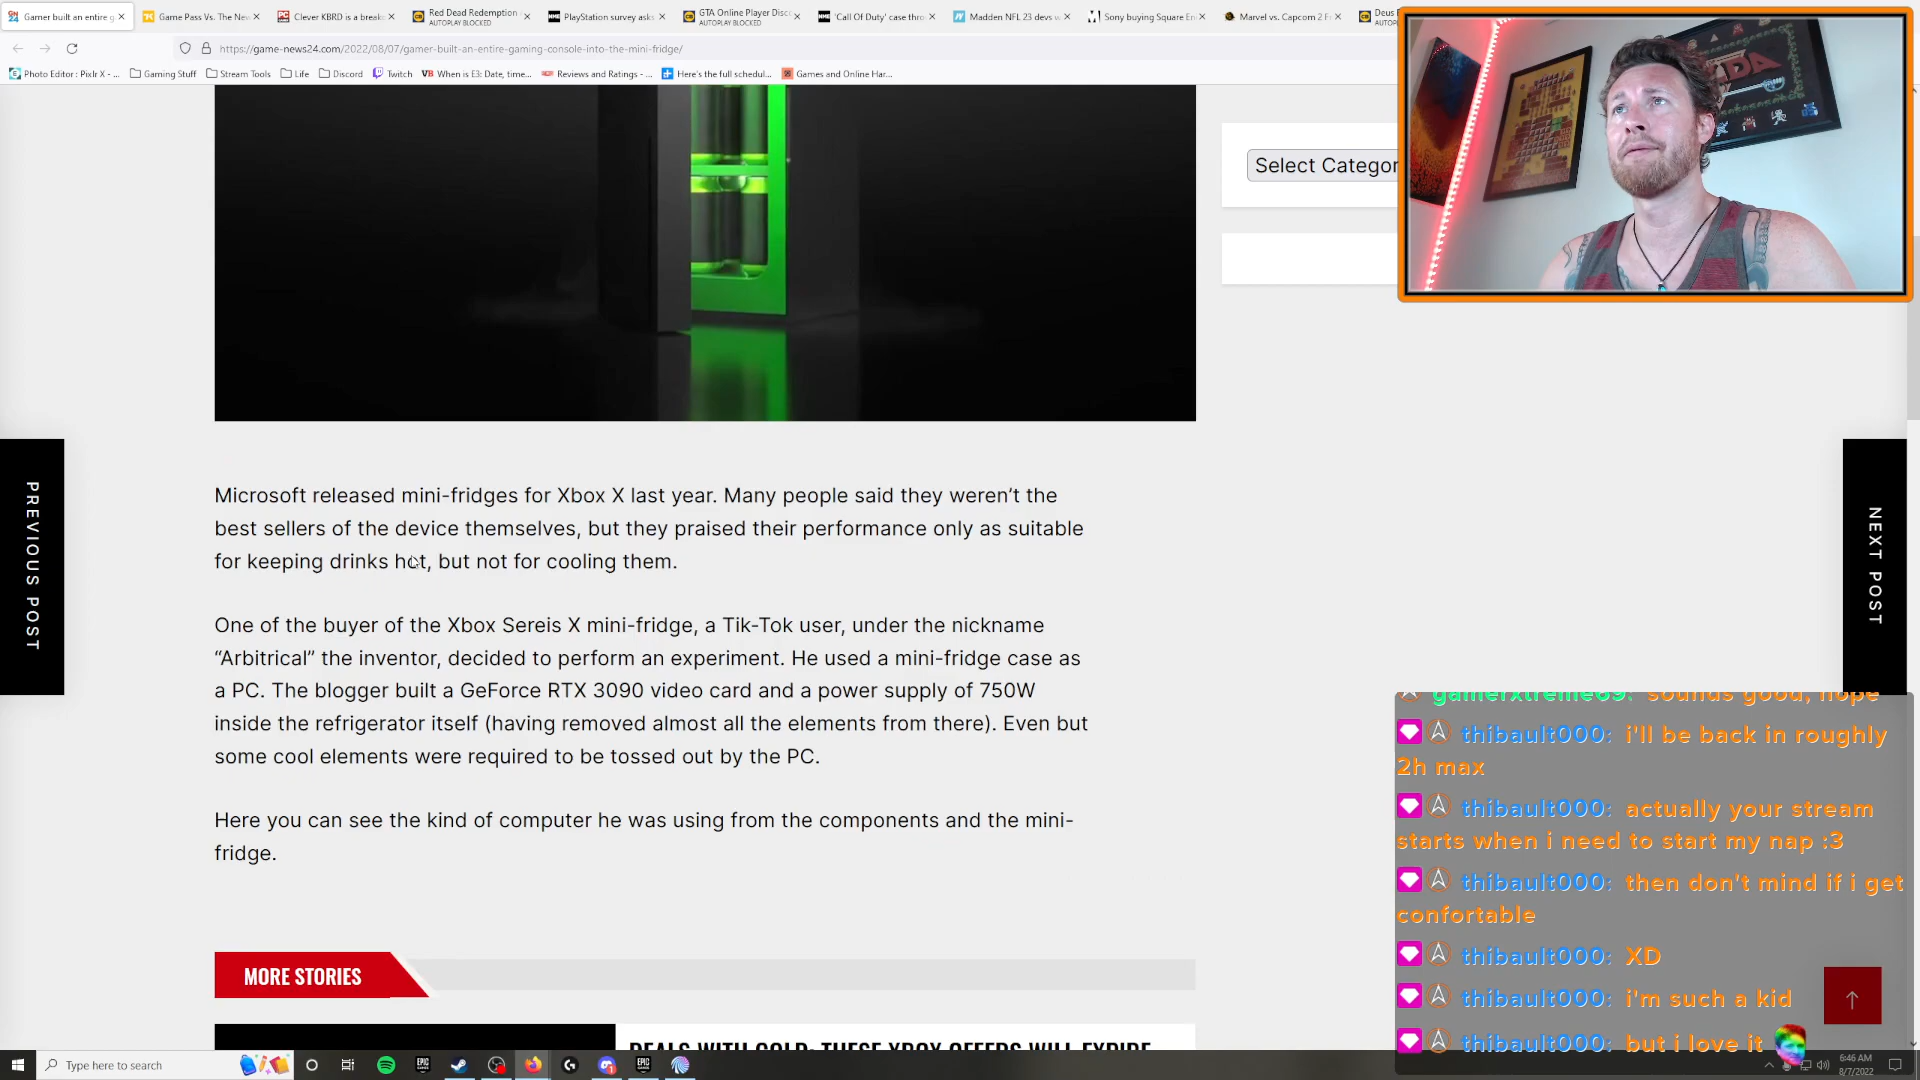 Gamer built an entire g
Game Pass Vs. The New
Clever KBRD is a break
Red Dead Redemption
AUTOPLAY BLOCKED
PlayStation survey asks
GTA Online Player Disc
AUTOPLAY BLOCKED
'Call Of Duty' case thro
Madden NFL 23 devs w
Sony buying Square En
Marvel vs. Capcom 2 Fr
Deus E
AUTOPL
https://game-news24.com/2022/08/07/gamer-built-an-entire-gaming-console-into-the-mini-fridge/
Photo Editor : Pixlr X - ...
Gaming Stuff
Stream Tools
Life
Discord
Twitch
When is E3: Date, time...
Reviews and Ratings - ...
Here's the full schedul...
Games and Online Har...
Select Categor
PREVIOUS POST
NEXT POST
Microsoft released mini-fridges for Xbox X last year. Many people said they weren't the
best sellers of the device themselves, but they praised their performance only as suitable
for keeping drinks hot, but not for cooling them.
One of the buyer of the Xbox Sereis X mini-fridge, a Tik-Tok user, under the nickname
“Arbitrical” the inventor, decided to perform an experiment. He used a mini-fridge case as
a PC. The blogger built a GeForce RTX 3090 video card and a power supply of 750W
inside the refrigerator itself (having removed almost all the elements from there). Even but
some cool elements were required to be tossed out by the PC.
Here you can see the kind of computer he was using from the components and the mini-
fridge.
MORE STORIES
DEALS WITH GOLD: THESE XBOX OFFERS WILL EXPIRE
gamerxtreme69: sounds good, hope
thibault000: i'll be back in roughly
2h max
thibault000: actually your stream
starts when i need to start my nap :3
thibault000: then don't mind if i get
confortable
thibault000: XD
thibault000: i'm such a kid
thibault000: but i love it
Type here to search
6:46 AM
8/7/2022